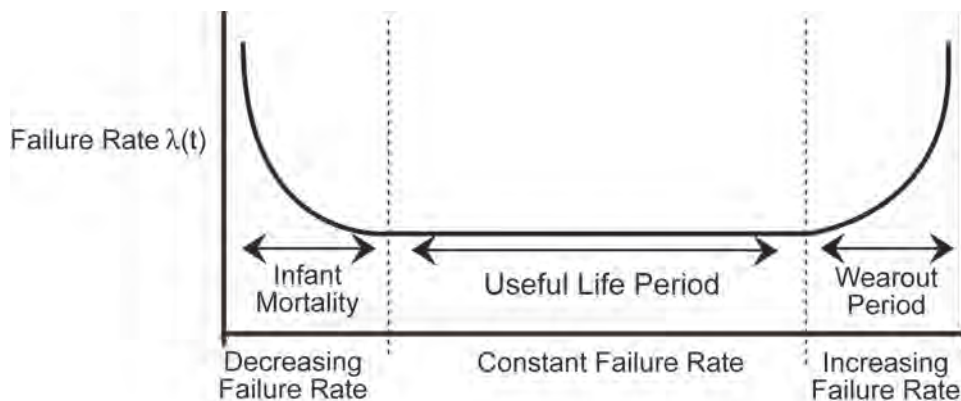 Failure Rate λ(t)
Infant
Mortality
Useful Life Period
Wearout
Period
Decreasing
Failure Rate
Constant Failure Rate
Increasing
Failure Rate